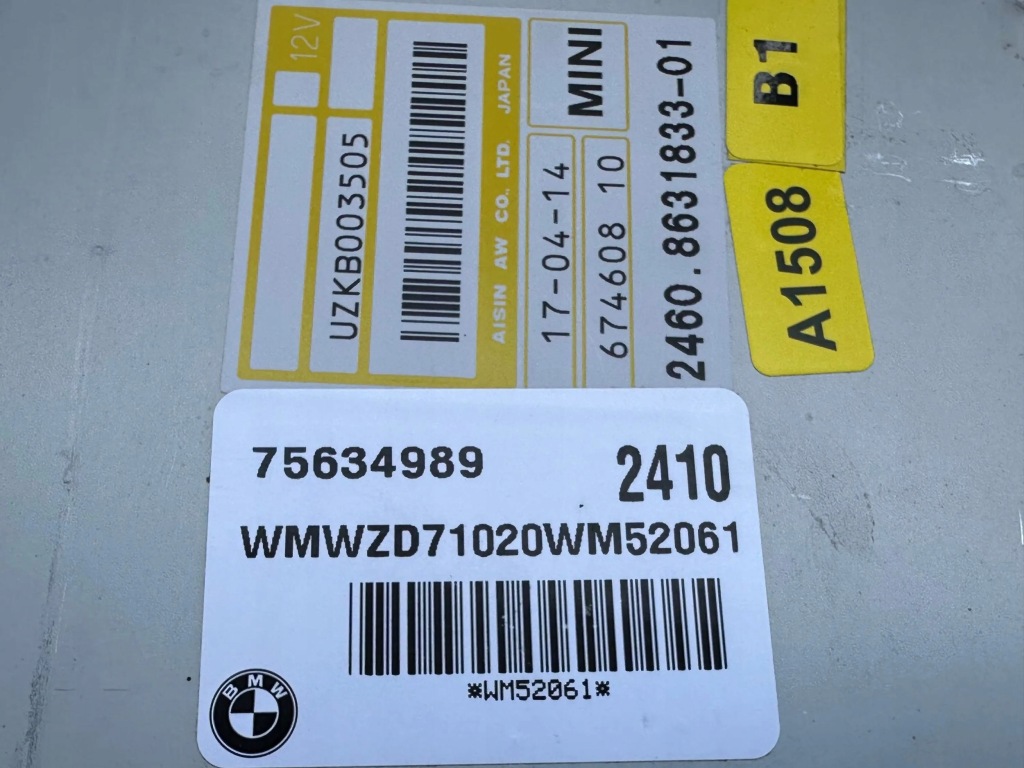 12V
UZKB003505
AISIN AW CO., LTD. JAPAN
MINI
17-04-14
674608 10
2460.8631833-01
B1
A1508
75634989
2410
WMWZD71020WM52061
*WM52061*
BMW